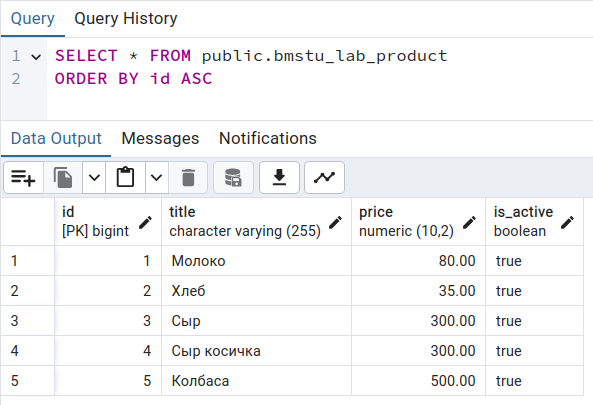 Query Query History
1 SELECT * FROM public.bmstu_lab_product
2 ORDER BY id ASC
Data Output Messages Notifications
id title price is_active
[PK] bigint character varying (255) numeric (10,2) boolean
1 1 Молоко 80.00 true
2 2 Хлеб 35.00 true
3 3 Сыр 300.00 true
4 4 Сыр косичка 300.00 true
5 5 Колбаса 500.00 true